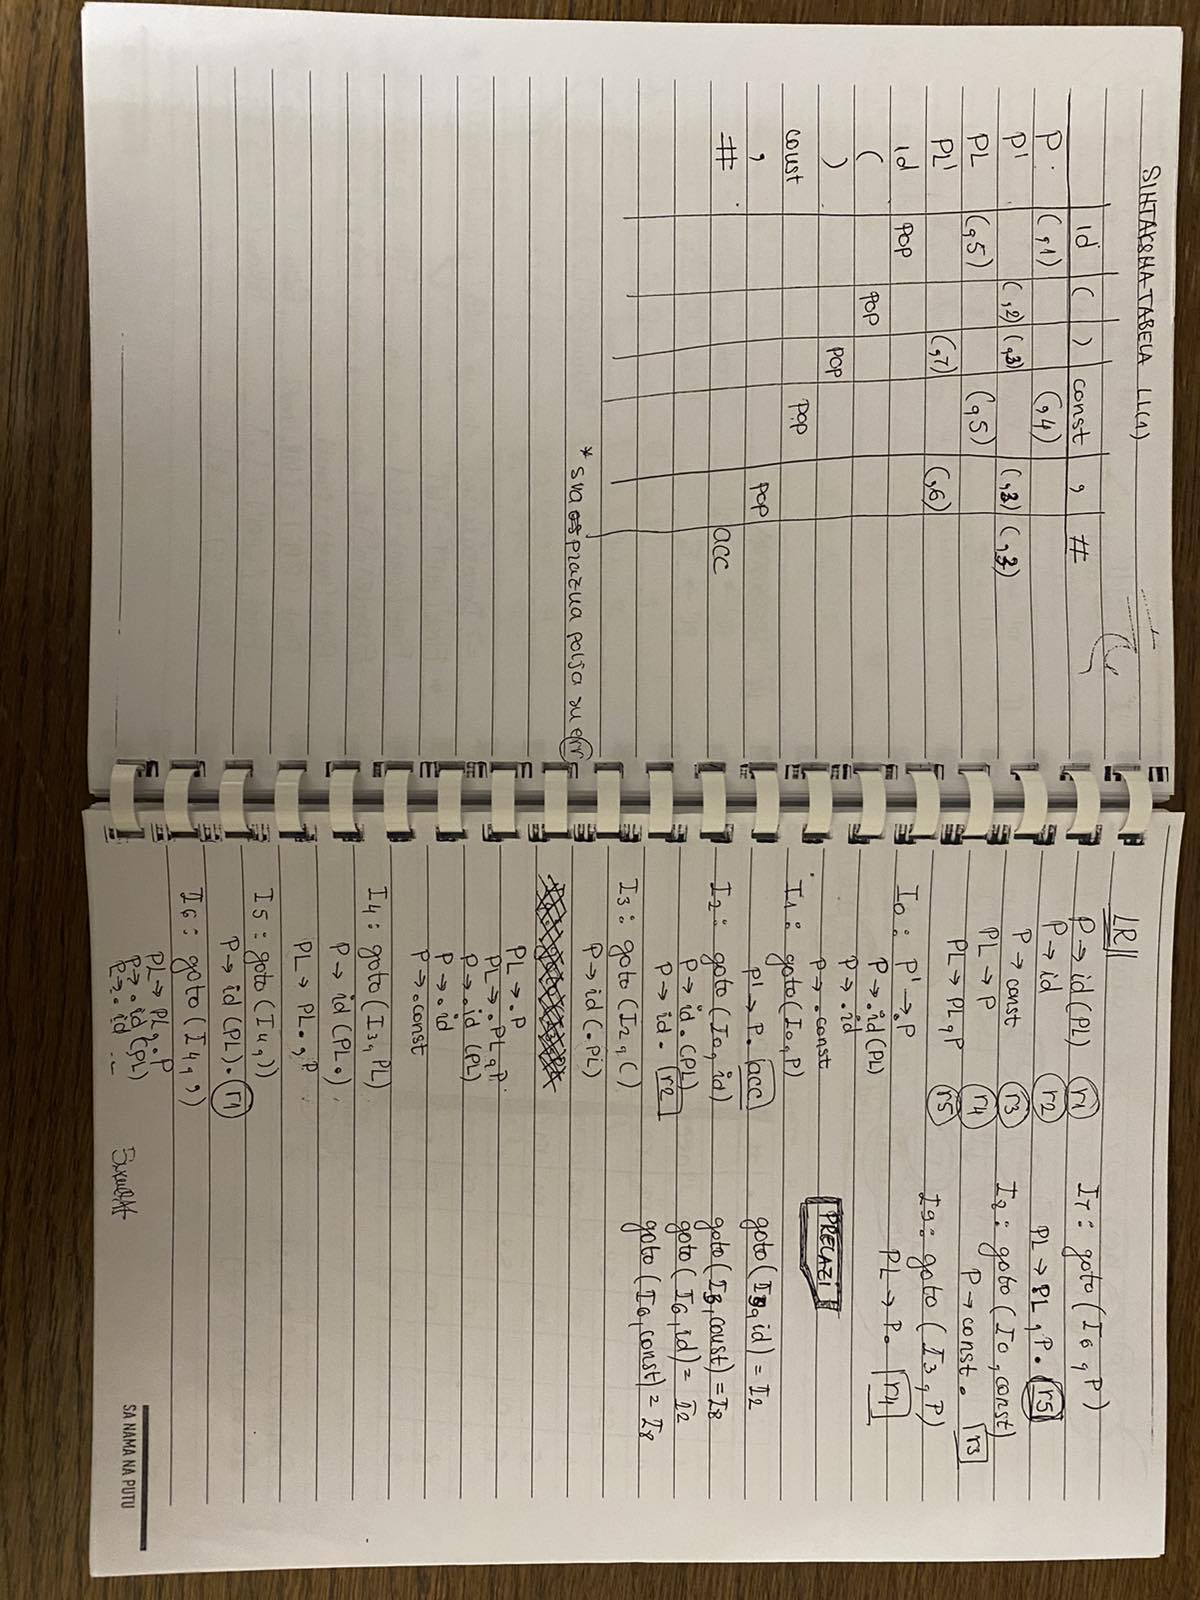 SINTAKSNA TABELA LL(1)
id ( ) const , #
P (,1) (,4)
P' (,2) (,3) (,3) (,3)
PL (,5) (,5)
PL' (,7) (,6)
id pop
( pop
) pop
const pop
, pop
# acc
* sva prazna polja su err
LR
P → id (PL) r1
P → id r2
P → const r3
PL → P r4
PL → PL, P r5
I0: P' → .P
P → .id (PL)
P → .id
P → .const
I1: goto (I0, P)
P' → P. acc
I2: goto (I0, id)
P → id. (PL)
P → id. r2
I3: goto (I2, ()
P → id (.PL)
PL → .P
PL → .PL, P
P → .id (PL)
P → .id
P → .const
I4: goto (I3, PL)
P → id (PL.)
PL → PL., P
I5: goto (I4, ))
P → id (PL). r1
I6: goto (I4, ,)
PL → PL, .P
P → .id (PL)
P → .id ...
I7: goto (I6, P)
PL → PL, P. r5
I8: goto (I0, const)
P → const. r3
I9: goto (I3, P)
PL → P. r4
PRELAZI
goto (I3, id) = I2
goto (I3, const) = I8
goto (I6, id) = I2
goto (I6, const) = I8
SA NAMA NA PUTU